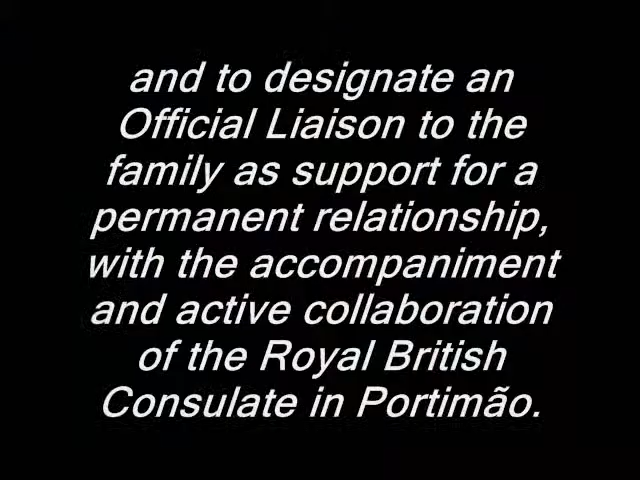 and to designate an
Official Liaison to the
family as support for a
permanent relationship,
with the accompaniment
and active collaboration
of the Royal British
Consulate in Portimão.